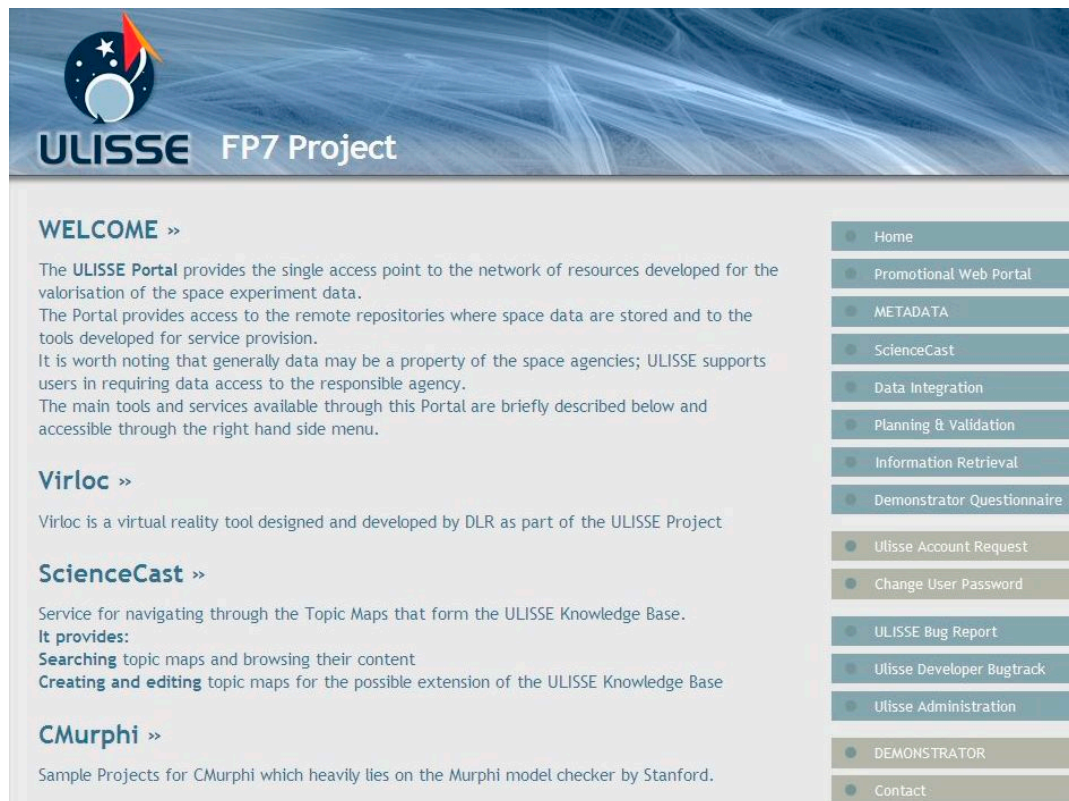 ULISSE FP7 Project
WELCOME »
The ULISSE Portal provides the single access point to the network of resources developed for the
valorisation of the space experiment data.
The Portal provides access to the remote repositories where space data are stored and to the
tools developed for service provision.
It is worth noting that generally data may be a property of the space agencies; ULISSE supports
users in requiring data access to the responsible agency.
The main tools and services available through this Portal are briefly described below and
accessible through the right hand side menu.
Virloc »
Virloc is a virtual reality tool designed and developed by DLR as part of the ULISSE Project
ScienceCast »
Service for navigating through the Topic Maps that form the ULISSE Knowledge Base.
It provides:
Searching topic maps and browsing their content
Creating and editing topic maps for the possible extension of the ULISSE Knowledge Base
CMurphi »
Sample Projects for CMurphi which heavily lies on the Murphi model checker by Stanford.
Home
Promotional Web Portal
METADATA
ScienceCast
Data Integration
Planning & Validation
Information Retrieval
Demonstrator Questionnaire
Ulisse Account Request
Change User Password
ULISSE Bug Report
Ulisse Developer Bugtrack
Ulisse Administration
DEMONSTRATOR
Contact